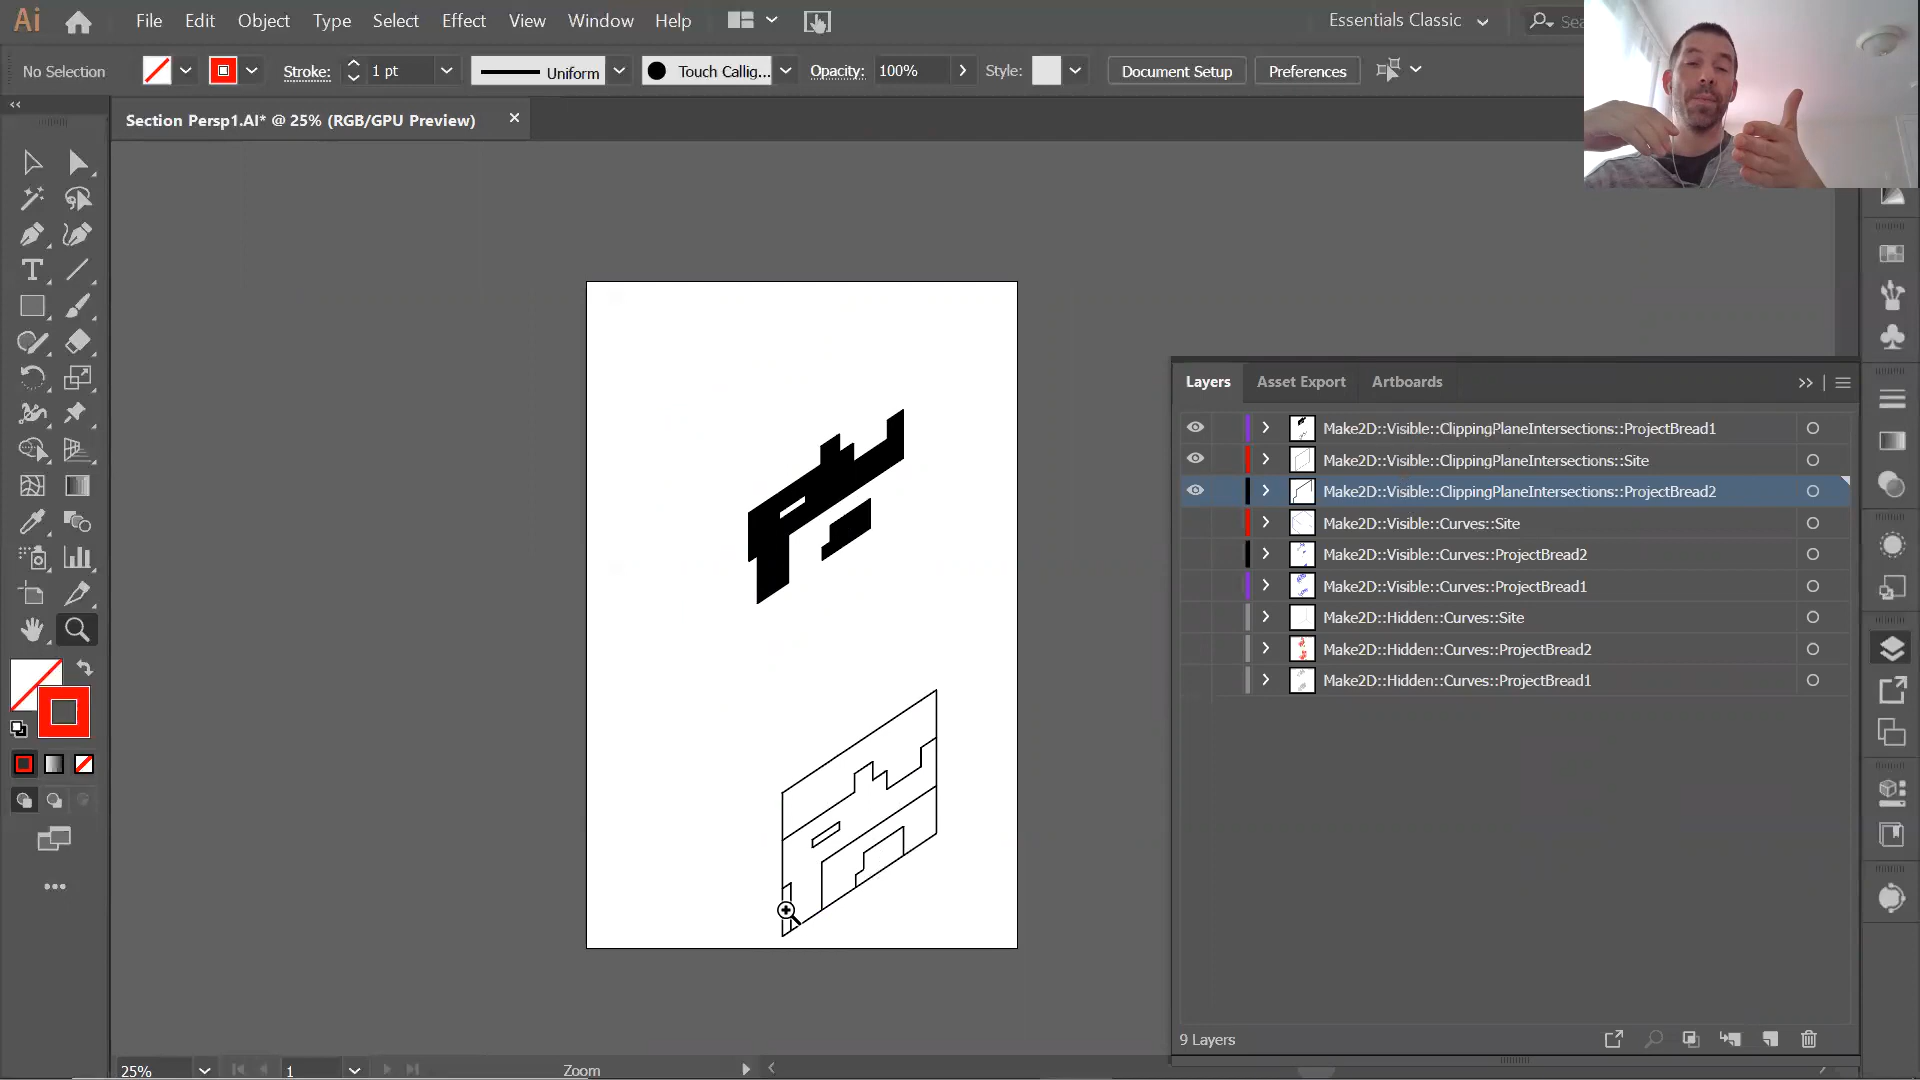 Ai File Edit Object Type Select Effect View Window Help Essentials Classic Sea
No Selection Stroke: 1 pt Uniform Touch Callig... Opacity: 100% Style: Document Setup Preferences
Section Persp1.AI* @ 25% (RGB/GPU Preview)
Layers Asset Export Artboards
Make2D::Visible::ClippingPlaneIntersections::ProjectBread1
Make2D::Visible::ClippingPlaneIntersections::Site
Make2D::Visible::ClippingPlaneIntersections::ProjectBread2
Make2D::Visible::Curves::Site
Make2D::Visible::Curves::ProjectBread2
Make2D::Visible::Curves::ProjectBread1
Make2D::Hidden::Curves::Site
Make2D::Hidden::Curves::ProjectBread2
Make2D::Hidden::Curves::ProjectBread1
9 Layers
25% 1 Zoom